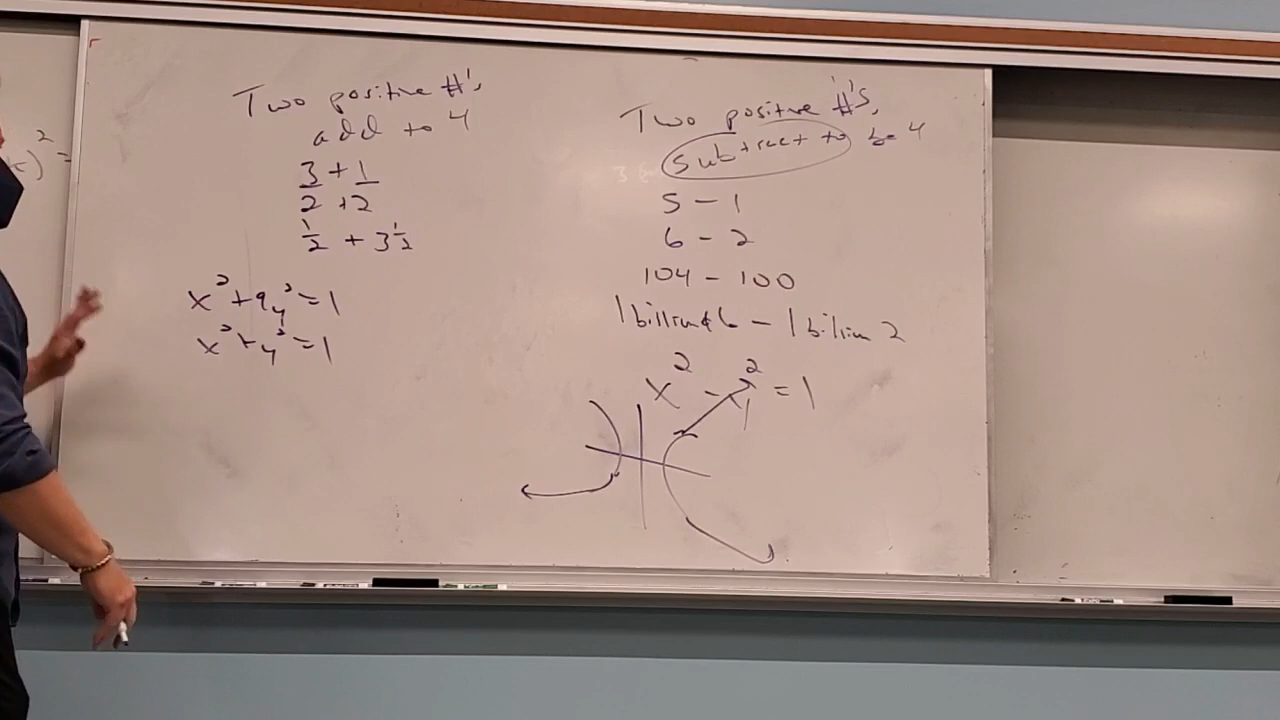 )² =
Two positive #'s
add to 4
3 + 1
2 + 2
½ + 3½
x² + 9y² = 1
x² + y² = 1
Two positive #'s,
subtract to be 4
5 - 1
6 - 2
104 - 100
1 billion & 6 - 1 billion 2
x² - y² = 1